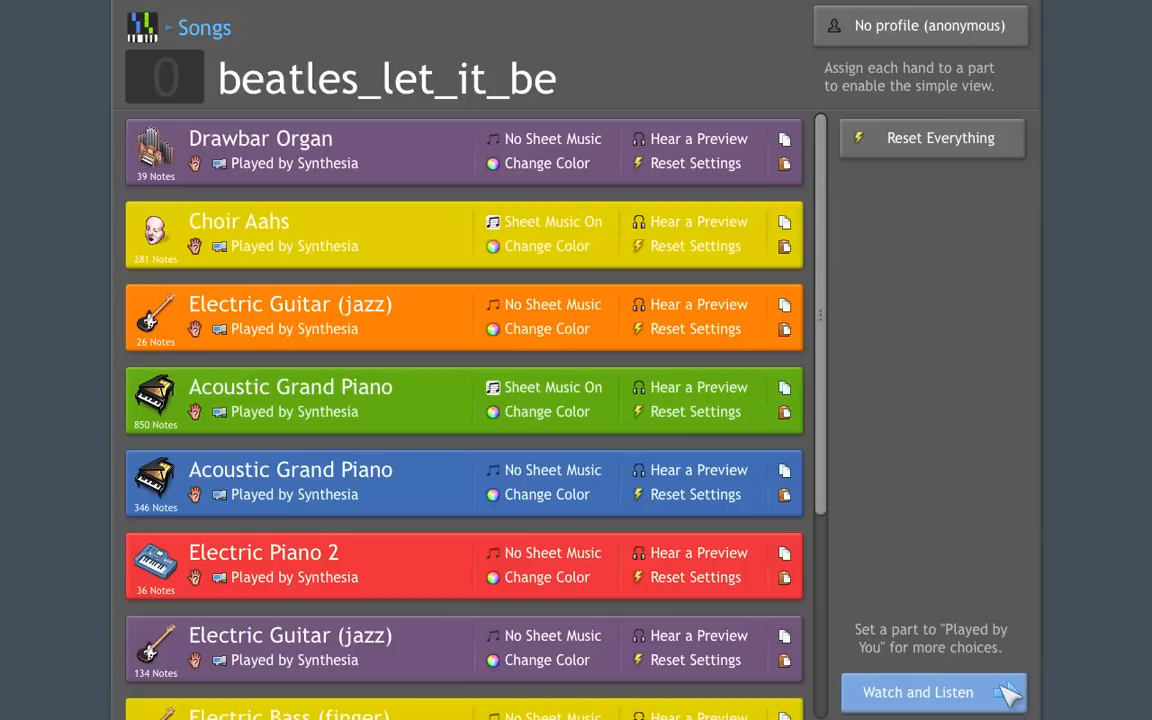 Songs
No profile (anonymous)
0
beatles_let_it_be
Assign each hand to a part
to enable the simple view.
Drawbar Organ
No Sheet Music
Hear a Preview
Reset Everything
39 Notes
Played by Synthesia
Change Color
Reset Settings
Choir Aahs
Sheet Music On
Hear a Preview
281 Notes
Played by Synthesia
Change Color
Reset Settings
Electric Guitar (jazz)
No Sheet Music
Hear a Preview
26 Notes
Played by Synthesia
Change Color
Reset Settings
Acoustic Grand Piano
Sheet Music On
Hear a Preview
850 Notes
Played by Synthesia
Change Color
Reset Settings
Acoustic Grand Piano
No Sheet Music
Hear a Preview
346 Notes
Played by Synthesia
Change Color
Reset Settings
Electric Piano 2
No Sheet Music
Hear a Preview
36 Notes
Played by Synthesia
Change Color
Reset Settings
Electric Guitar (jazz)
No Sheet Music
Hear a Preview
134 Notes
Played by Synthesia
Change Color
Reset Settings
Set a part to "Played by
You" for more choices.
Watch and Listen
Electric Bass (finger)
No Sheet Music
Hear a Preview